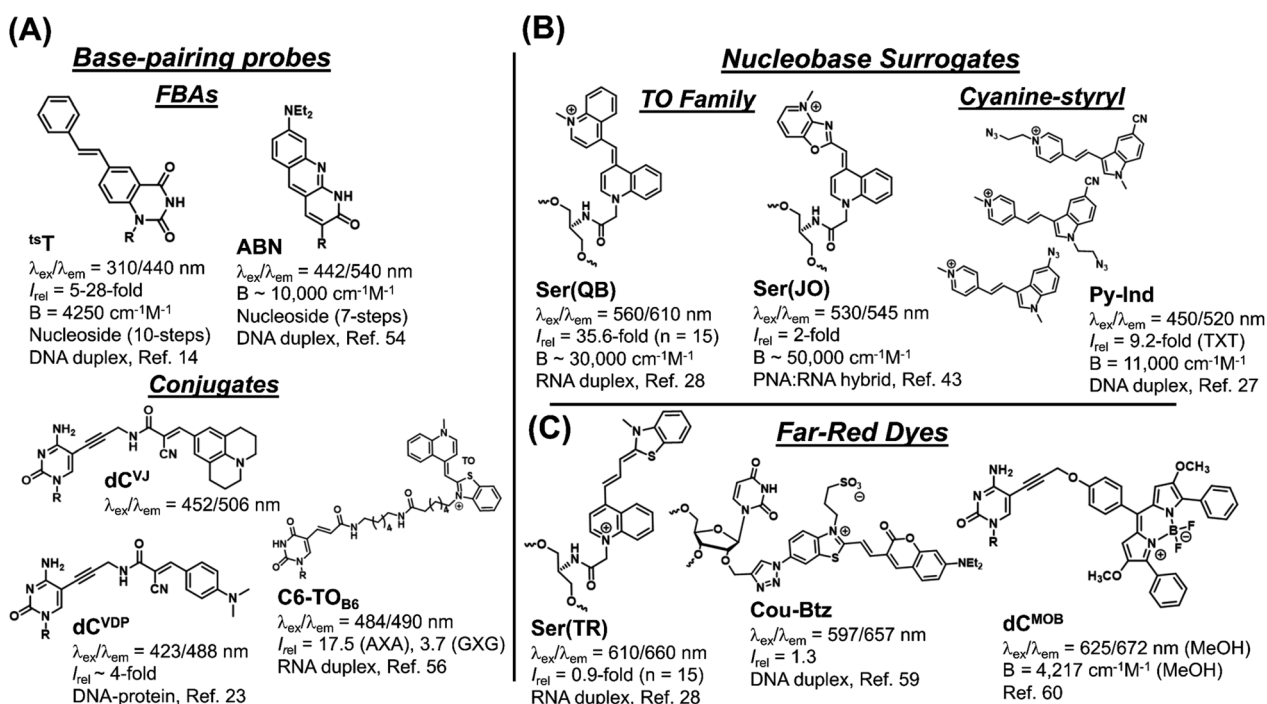 (A)
Base-pairing probes
FBAs
tsT
λex/λem = 310/440 nm
Irel = 5-28-fold
B = 4250 cm-1M-1
Nucleoside (10-steps)
DNA duplex, Ref. 14
ABN
λex/λem = 442/540 nm
B ~ 10,000 cm-1M-1
Nucleoside (7-steps)
DNA duplex, Ref. 54
Conjugates
dCVJ
λex/λem = 452/506 nm
dCVDP
λex/λem = 423/488 nm
Irel ~ 4-fold
DNA-protein, Ref. 23
TO
C6-TOB6
λex/λem = 484/490 nm
Irel = 17.5 (AXA), 3.7 (GXG)
RNA duplex, Ref. 56
(B)
Nucleobase Surrogates
TO Family
Ser(QB)
λex/λem = 560/610 nm
Irel = 35.6-fold (n = 15)
B ~ 30,000 cm-1M-1
RNA duplex, Ref. 28
Ser(JO)
λex/λem = 530/545 nm
Irel = 2-fold
B ~ 50,000 cm-1M-1
PNA:RNA hybrid, Ref. 43
Cyanine-styryl
Py-Ind
λex/λem = 450/520 nm
Irel = 9.2-fold (TXT)
B = 11,000 cm-1M-1
DNA duplex, Ref. 27
(C)
Far-Red Dyes
Ser(TR)
λex/λem = 610/660 nm
Irel = 0.9-fold (n = 15)
RNA duplex, Ref. 28
Cou-Btz
λex/λem = 597/657 nm
Irel = 1.3
DNA duplex, Ref. 59
dCMOB
λex/λem = 625/672 nm (MeOH)
B = 4,217 cm-1M-1 (MeOH)
Ref. 60